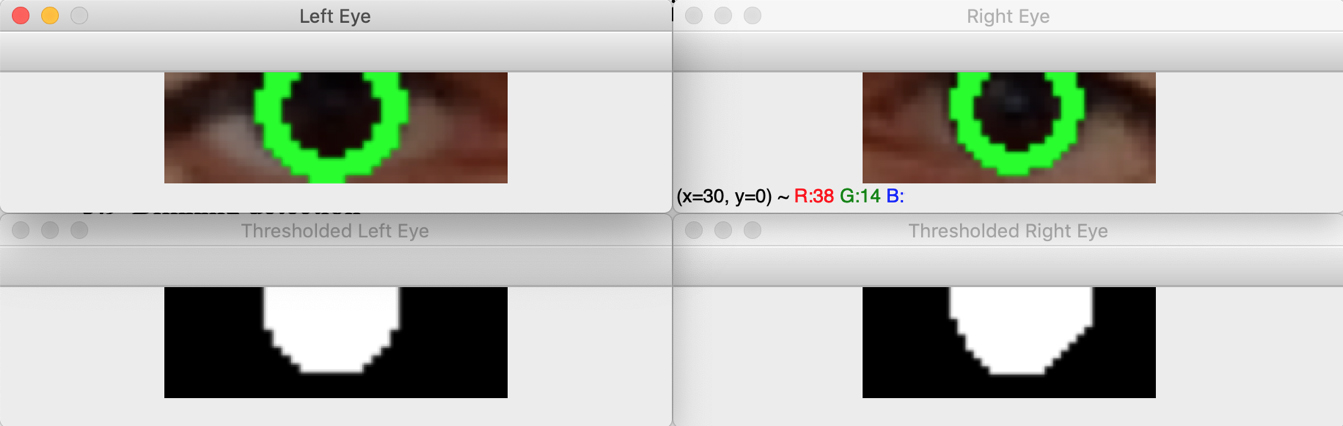 Left Eye
Right Eye
(x=30, y=0) ~ R:38 G:14 B:
Thresholded Left Eye
Thresholded Right Eye